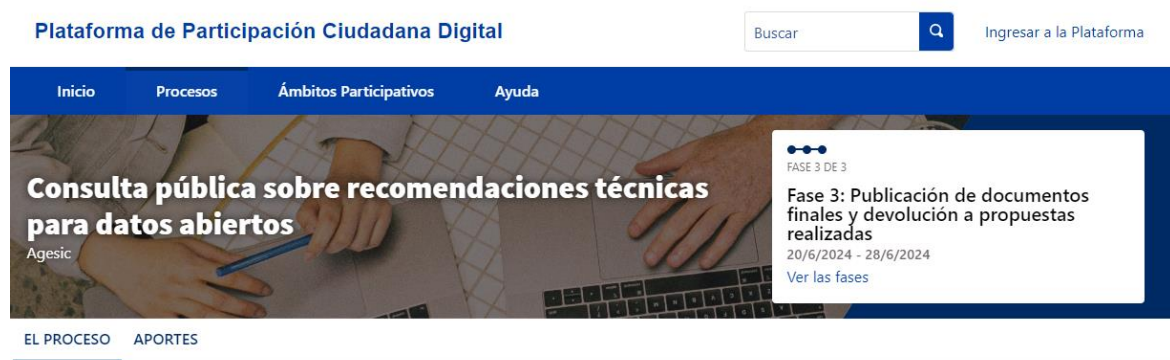 Plataforma de Participación Ciudadana Digital
Buscar
Ingresar a la Plataforma
Inicio
Procesos
Ámbitos Participativos
Ayuda
Consulta pública sobre recomendaciones técnicas
para datos abiertos
Agesic
FASE 3 DE 3
Fase 3: Publicación de documentos
finales y devolución a propuestas
realizadas
20/6/2024 - 28/6/2024
Ver las fases
EL PROCESO
APORTES